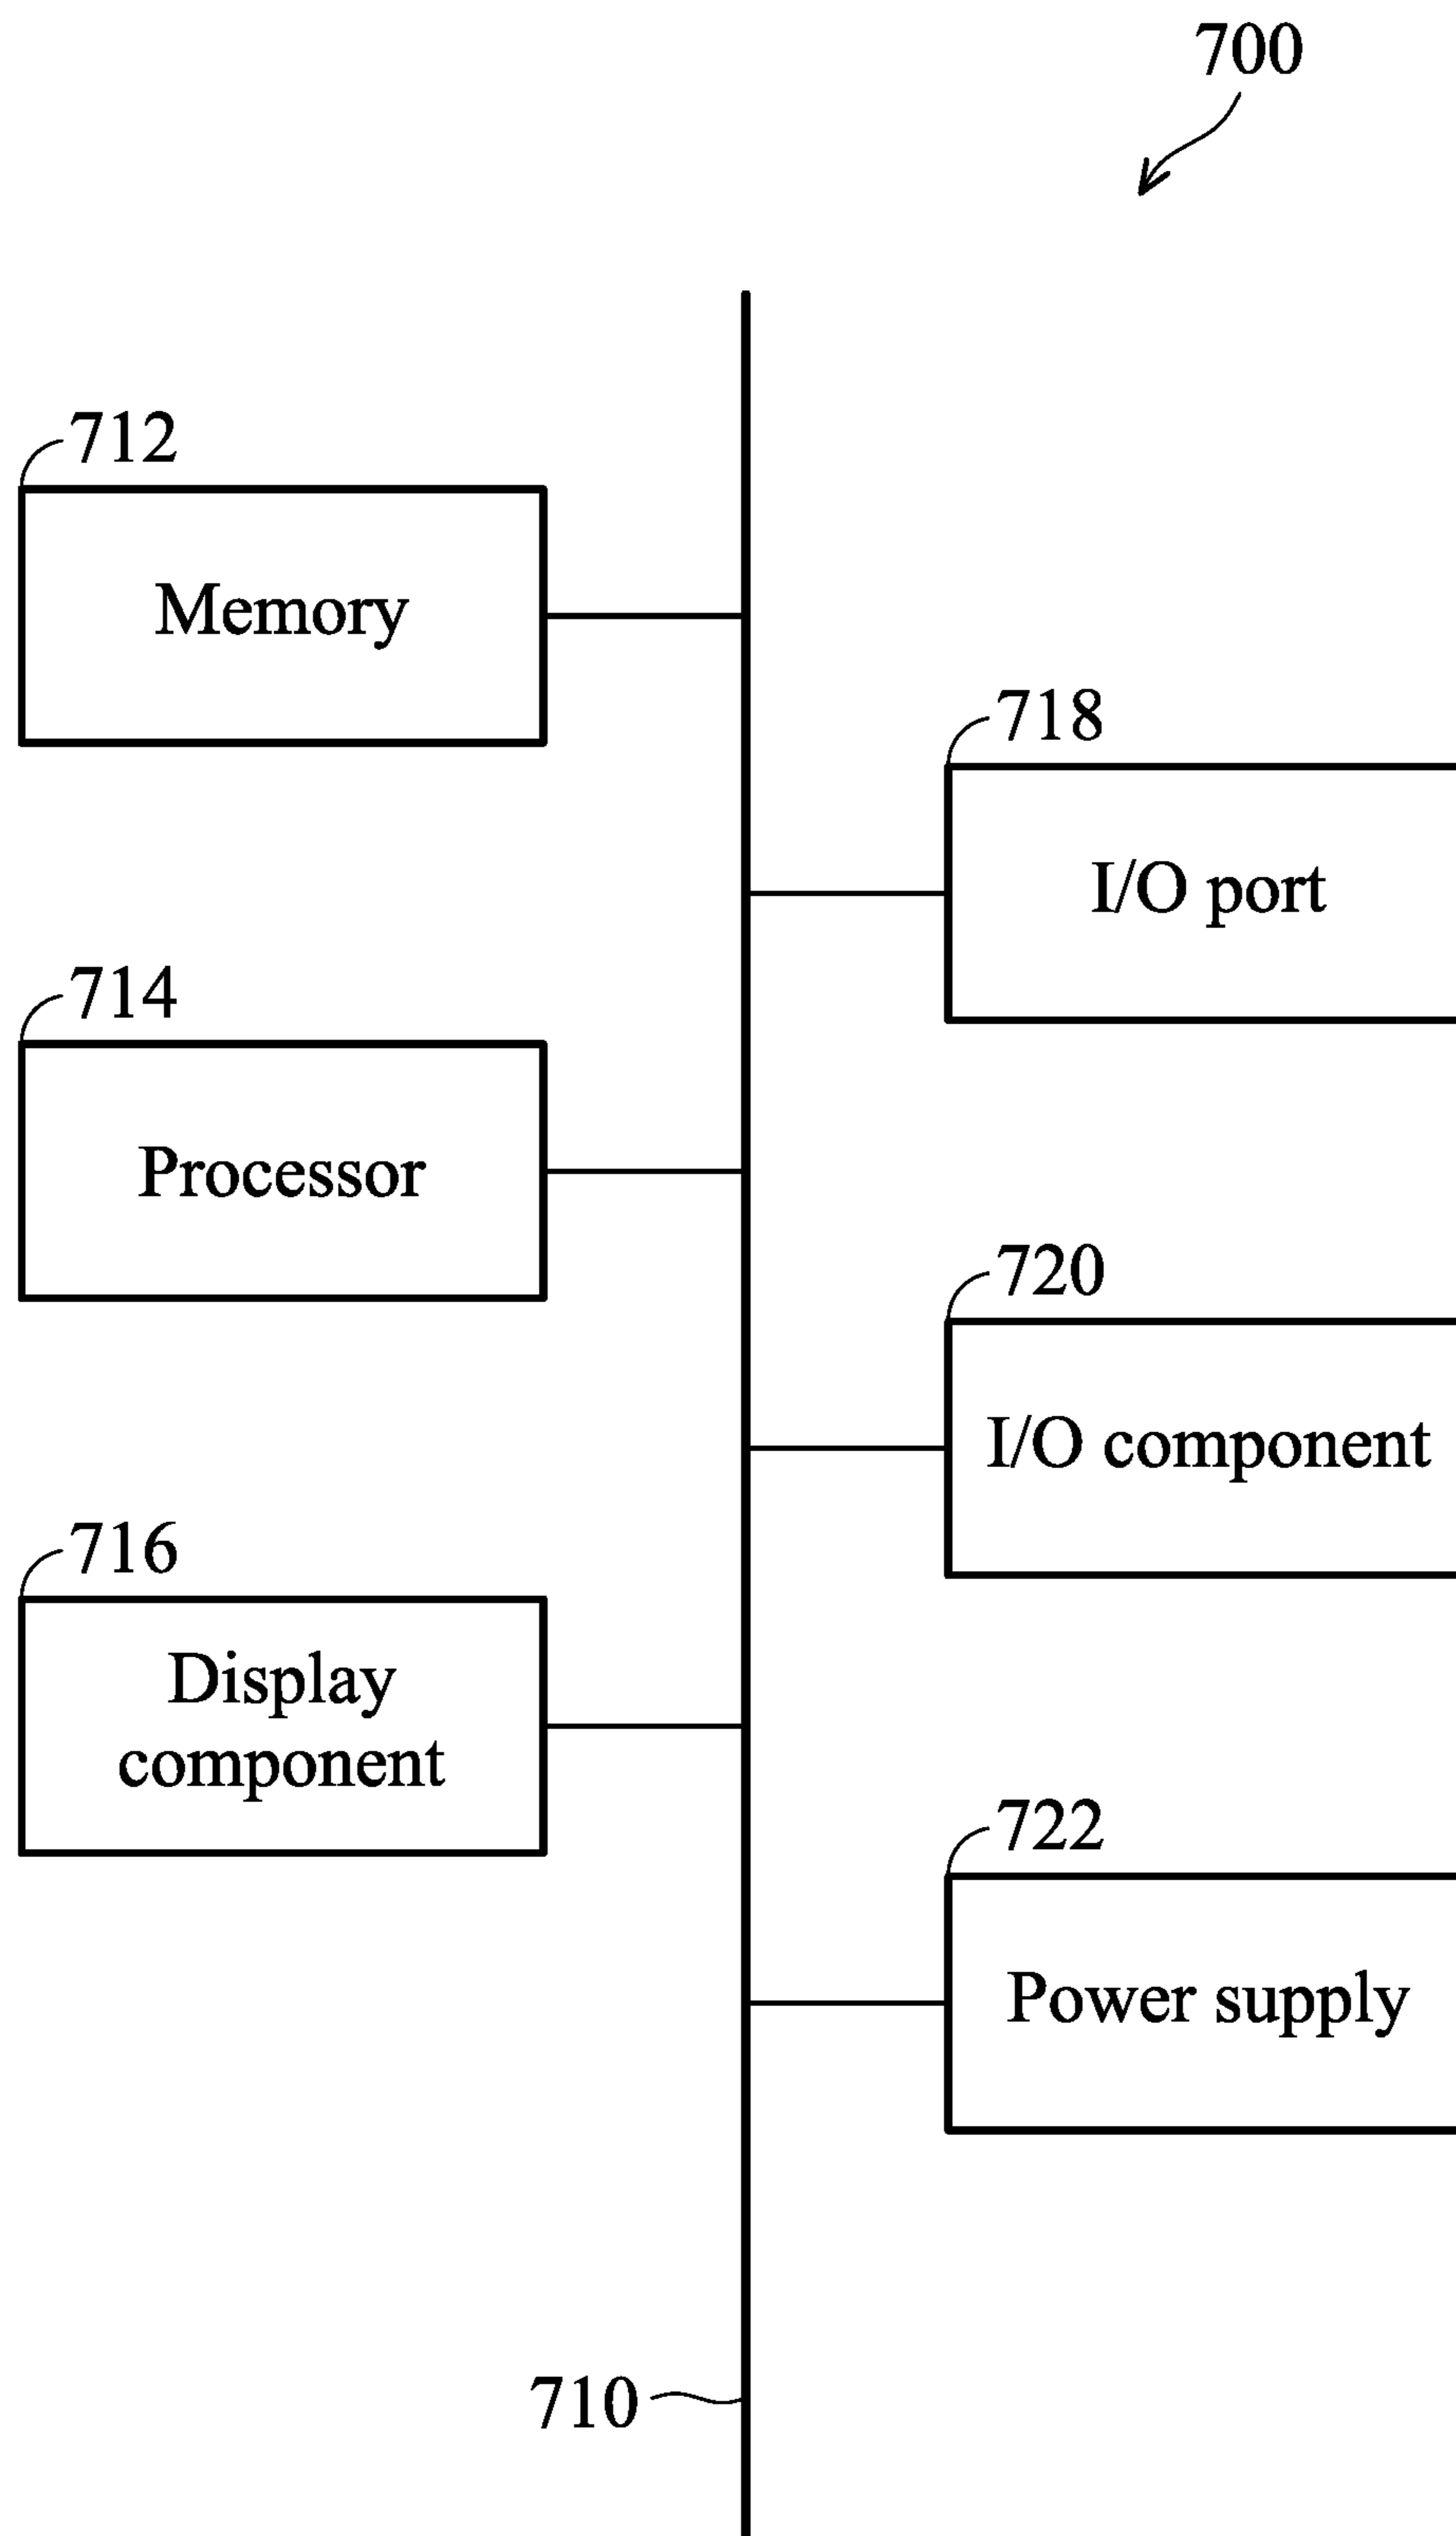 700
712
Memory
718
I/O port
714
Processor
720
I/O component
716
Display
component
722
Power supply
710